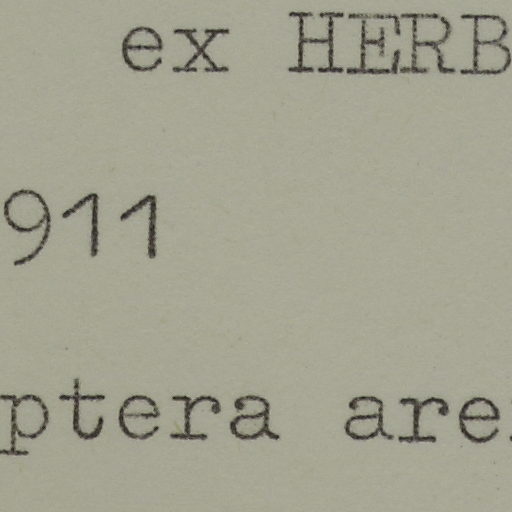 ex HERB
911
ptera are